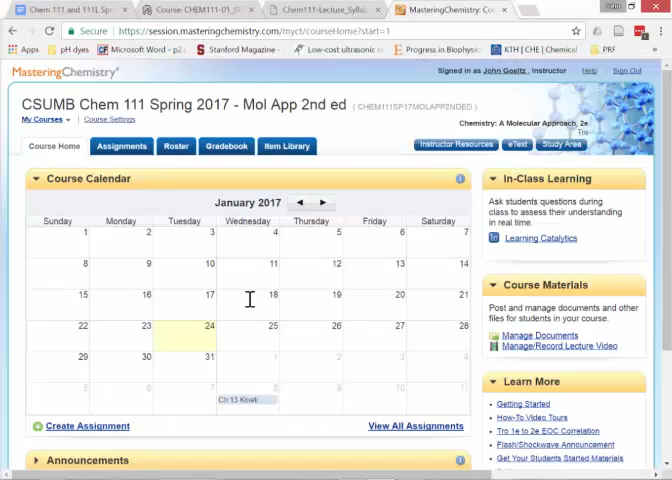 Chem 111 and 111L Spr
Course: CHEM111-01_S
Chem111-Lecture_Syllab
MasteringChemistry: Co
John
Secure https://session.masteringchemistry.com/myct/courseHome?start=1
Apps pH dyes Microsoft Word - p2. Stanford Magazine - Low-cost ultrasonic Progress in Biophysic KTH | CHE | Chemical PRF
MasteringChemistry®
Signed in as John Goeltz, Instructor Help Sign Out
CSUMB Chem 111 Spring 2017 - Mol App 2nd ed ( CHEM111SP17MOLAPP2NDED )
My Courses Course Settings
Chemistry: A Molecular Approach, 2e
Tro
Course Home Assignments Roster Gradebook Item Library
Instructor Resources eText Study Area
Course Calendar
January 2017
Sunday Monday Tuesday Wednesday Thursday Friday Saturday
1 2 3 4 5 6 7
8 9 10 11 12 13 14
15 16 17 18 19 20 21
22 23 24 25 26 27 28
29 30 31 1 2 3 4
5 6 7 8 9 10 11
Ch 13 Kineti
Create Assignment
View All Assignments
Announcements
In-Class Learning
Ask students questions during
class to assess their understanding
in real time.
Learning Catalytics
Course Materials
Post and manage documents and other
files for students in your course.
Manage Documents
Manage/Record Lecture Video
Learn More
Getting Started
How-To Video Tours
Tro 1e to 2e EOC Correlation
Flash/Shockwave Announcement
Get Your Students Started Materials